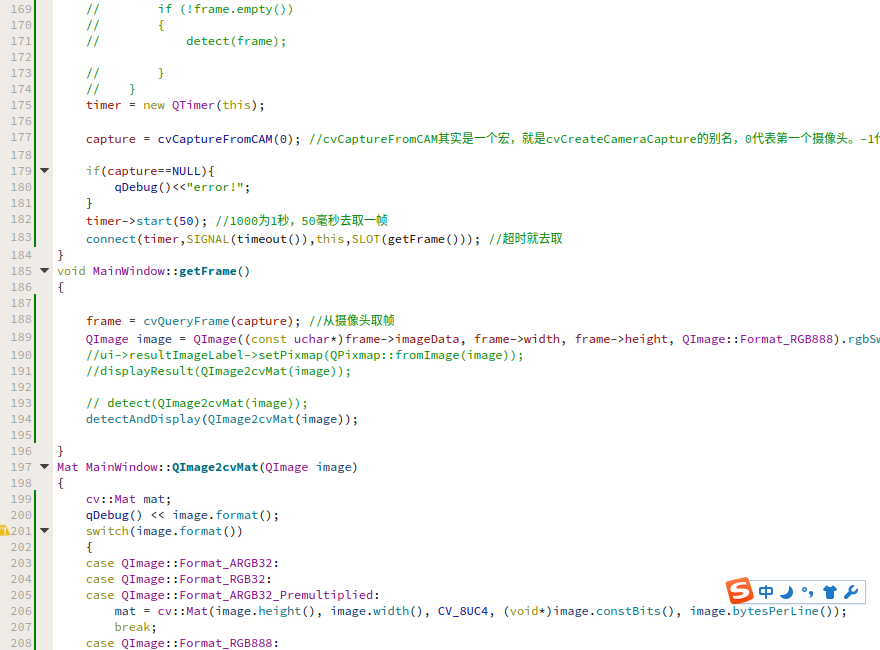 169 //        if (!frame.empty())
170 //        {
171 //            detect(frame);
172
173 //        }
174 //    }
175 timer = new QTimer(this);
176
177 capture = cvCaptureFromCAM(0); //cvCaptureFromCAM其实是一个宏，就是cvCreateCameraCapture的别名，0代表第一个摄像头。-1
178
179 if(capture==NULL){
180     qDebug()<<"error!";
181 }
182 timer->start(50); //1000为1秒，50毫秒去取一帧
183 connect(timer,SIGNAL(timeout()),this,SLOT(getFrame())); //超时就去取
184 }
185 void MainWindow::getFrame()
186 {
187
188 frame = cvQueryFrame(capture); //从摄像头取帧
189 QImage image = QImage((const uchar*)frame->imageData, frame->width, frame->height, QImage::Format_RGB888).rgbSw
190 //ui->resultImageLabel->setPixmap(QPixmap::fromImage(image));
191 //displayResult(QImage2cvMat(image));
192
193 // detect(QImage2cvMat(image));
194 detectAndDisplay(QImage2cvMat(image));
195
196 }
197 Mat MainWindow::QImage2cvMat(QImage image)
198 {
199 cv::Mat mat;
200 qDebug() << image.format();
201 switch(image.format())
202 {
203 case QImage::Format_ARGB32:
204 case QImage::Format_RGB32:
205 case QImage::Format_ARGB32_Premultiplied:
S 中
206     mat = cv::Mat(image.height(), image.width(), CV_8UC4, (void*)image.constBits(), image.bytesPerLine());
207     break;
208 case QImage::Format_RGB888: